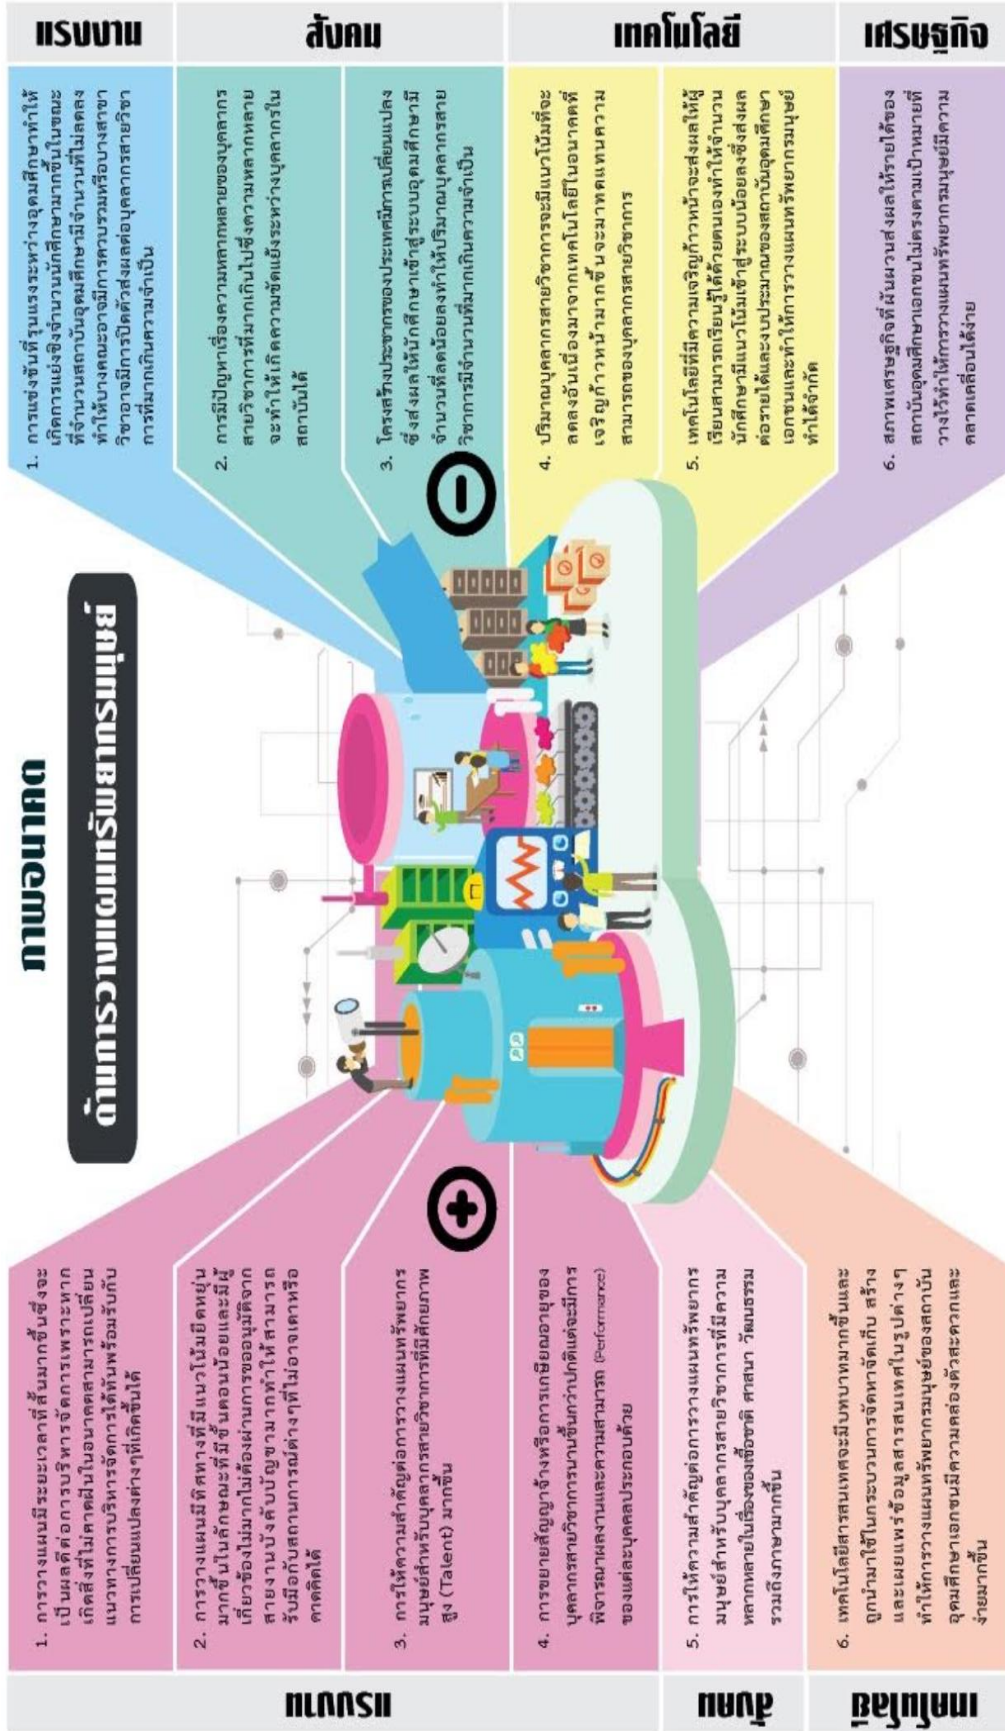 ภาพอนาคต
ด้านการวางแผนทรัพยากรมนุษย์
แรงงาน
1. การวางแผนมีระยะเวลาที่สั้นมากขึ้นซึ่งจะ
เป็นผลดีต่อการบริหารจัดการเพราะหาก
เกิดสิ่งที่ไม่คาดฝันในอนาคตสามารถเปลี่ยน
แนวทางการบริหารจัดการได้ทันพร้อมรับกับ
การเปลี่ยนแปลงต่างๆที่เกิดขึ้นได้
2. การวางแผนมีทิศทางที่มีแนวโน้มยืดหยุ่น
มากขึ้นในลักษณะที่มีขั้นตอนน้อยและมีผู้
เกี่ยวข้องไม่มากไม่ต้องผ่านการขออนุมัติจาก
สายงานบังคับบัญชามากทำให้สามารถ
รับมือกับสถานการณ์ต่างๆที่ไม่อาจเดาหรือ
คาดคิดได้
3. การให้ความสำคัญต่อการวางแผนทรัพยากร
มนุษย์สำหรับบุคลากรสายวิชาการที่มีศักยภาพ
สูง (Talent) มากขึ้น
4. การขยายสัญญาจ้างหรือการเกษียณอายุของ
บุคลากรสายวิชาการนานขึ้นกว่าปกติแต่จะมีการ
พิจารณาผลงานและความสามารถ (Performance)
ของแต่ละบุคคลประกอบด้วย
สังคม
5. การให้ความสำคัญต่อการวางแผนทรัพยากร
มนุษย์สำหรับบุคลากรสายวิชาการที่มีความ
หลากหลายในเรื่องของเชื้อชาติ ศาสนา วัฒนธรรม
รวมถึงภาษามากขึ้น
เทคโนโลยี
6. เทคโนโลยีสารสนเทศจะมีบทบาทมากขึ้นและ
ถูกนำมาใช้ในกระบวนการจัดหาจัดเก็บ สร้าง
และเผยแพร่ข้อมูลสารสนเทศในรูปต่างๆ
ทำให้การวางแผนทรัพยากรมนุษย์ของสถาบัน
อุดมศึกษาเอกชนมีความคล่องตัวสะดวกและ
ง่ายมากขึ้น
แรงงาน
1. การแข่งขันที่รุนแรงระหว่างอุดมศึกษาทำให้
เกิดการแย่งชิงจำนวนนักศึกษามากขึ้นในขณะ
ที่จำนวนสถาบันอุดมศึกษามีจำนวนที่ไม่ลดลง
ทำให้บางคณะอาจมีการควบรวมหรือบางสาขา
วิชาอาจมีการปิดตัวส่งผลต่อบุคลากรสายวิชา
การที่มากเกินความจำเป็น
สังคม
2. การมีปัญหาเรื่องความหลากหลายของบุคลากร
สายวิชาการที่มากเกินไปซึ่งความหลากหลาย
จะทำให้เกิดความขัดแย้งระหว่างบุคลากรใน
สถาบันได้
3. โครงสร้างประชากรของประเทศมีการเปลี่ยนแปลง
ซึ่งส่งผลให้นักศึกษาเข้าสู่ระบบอุดมศึกษามี
จำนวนที่ลดน้อยลงทำให้ปริมาณบุคลากรสาย
วิชาการมีจำนวนที่มากเกินความจำเป็น
เทคโนโลยี
4. ปริมาณบุคลากรสายวิชาการจะมีแนวโน้มที่จะ
ลดลงอันเนื่องมาจากเทคโนโลยีในอนาคตที่
เจริญก้าวหน้ามากขึ้นจะมาทดแทนความ
สามารถของบุคลากรสายวิชาการ
5. เทคโนโลยีที่มีความเจริญก้าวหน้าจะส่งผลให้ผู้
เรียนสามารถเรียนรู้ได้ด้วยตนเองทำให้จำนวน
นักศึกษามีแนวโน้มเข้าสู่ระบบน้อยลงซึ่งส่งผล
ต่อรายได้และงบประมาณของสถาบันอุดมศึกษา
เอกชนและทำให้การวางแผนทรัพยากรมนุษย์
ทำได้จำกัด
เศรษฐกิจ
6. สภาพเศรษฐกิจที่ผันผวนส่งผลให้รายได้ของ
สถาบันอุดมศึกษาเอกชนไม่ตรงตามเป้าหมายที่
วางไว้ทำให้การวางแผนทรัพยากรมนุษย์มีความ
คลาดเคลื่อนได้ง่าย